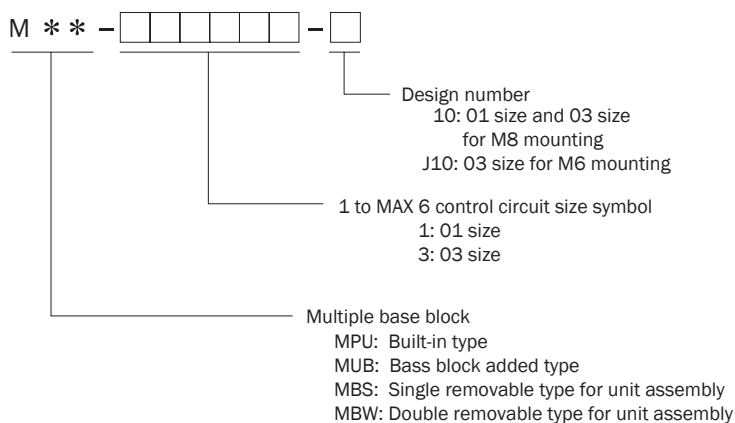 M ** - □□□□□□ - □
Design number
10: 01 size and 03 size
for M8 mounting
J10: 03 size for M6 mounting
1 to MAX 6 control circuit size symbol
1: 01 size
3: 03 size
Multiple base block
MPU: Built-in type
MUB: Bass block added type
MBS: Single removable type for unit assembly
MBW: Double removable type for unit assembly